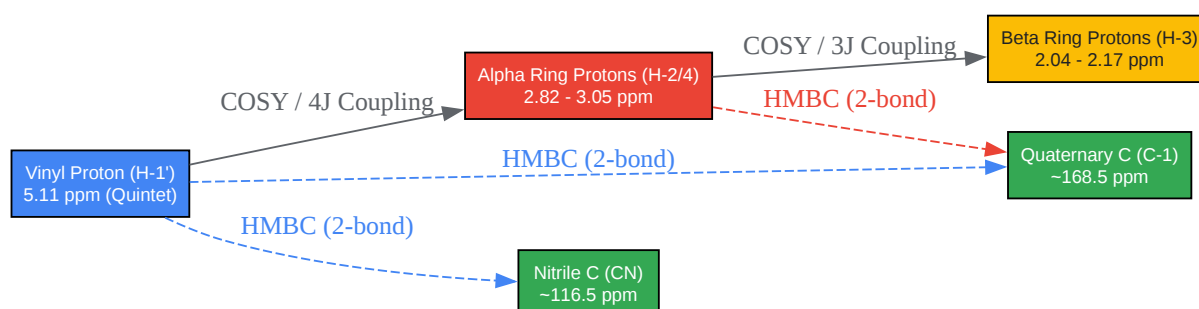 Beta Ring Protons (H-3)
2.04 - 2.17 ppm
COSY / 3J Coupling
Alpha Ring Protons (H-2/4)
2.82 - 3.05 ppm
COSY / 4J Coupling
HMBC (2-bond)
HMBC (2-bond)
Quaternary C (C-1)
~168.5 ppm
Vinyl Proton (H-1')
5.11 ppm (Quintet)
HMBC (2-bond)
Nitrile C (CN)
~116.5 ppm